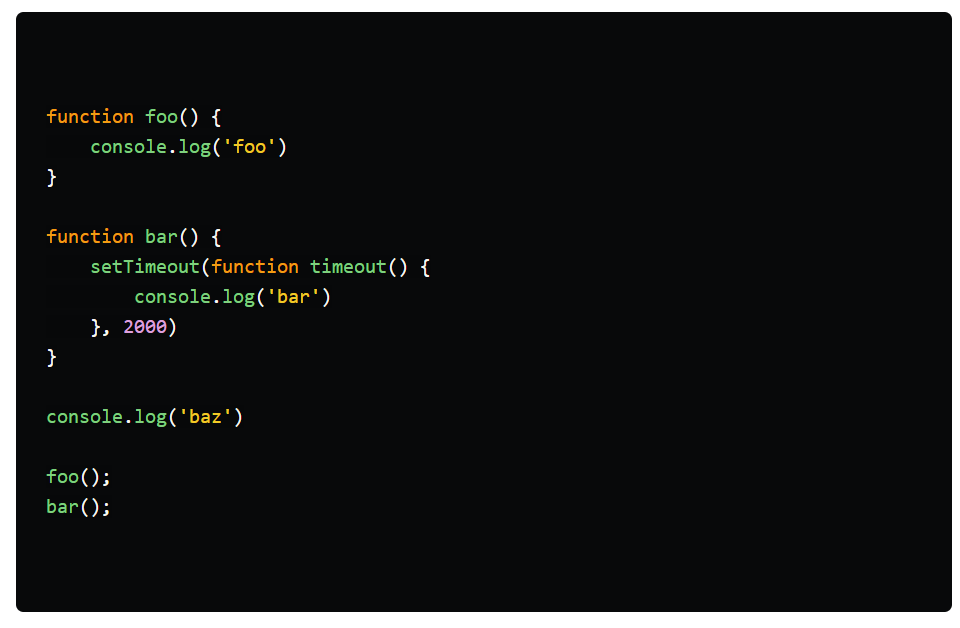 function foo() {
    console.log('foo')
}

function bar() {
    setTimeout(function timeout() {
        console.log('bar')
    }, 2000)
}

console.log('baz')

foo();
bar();